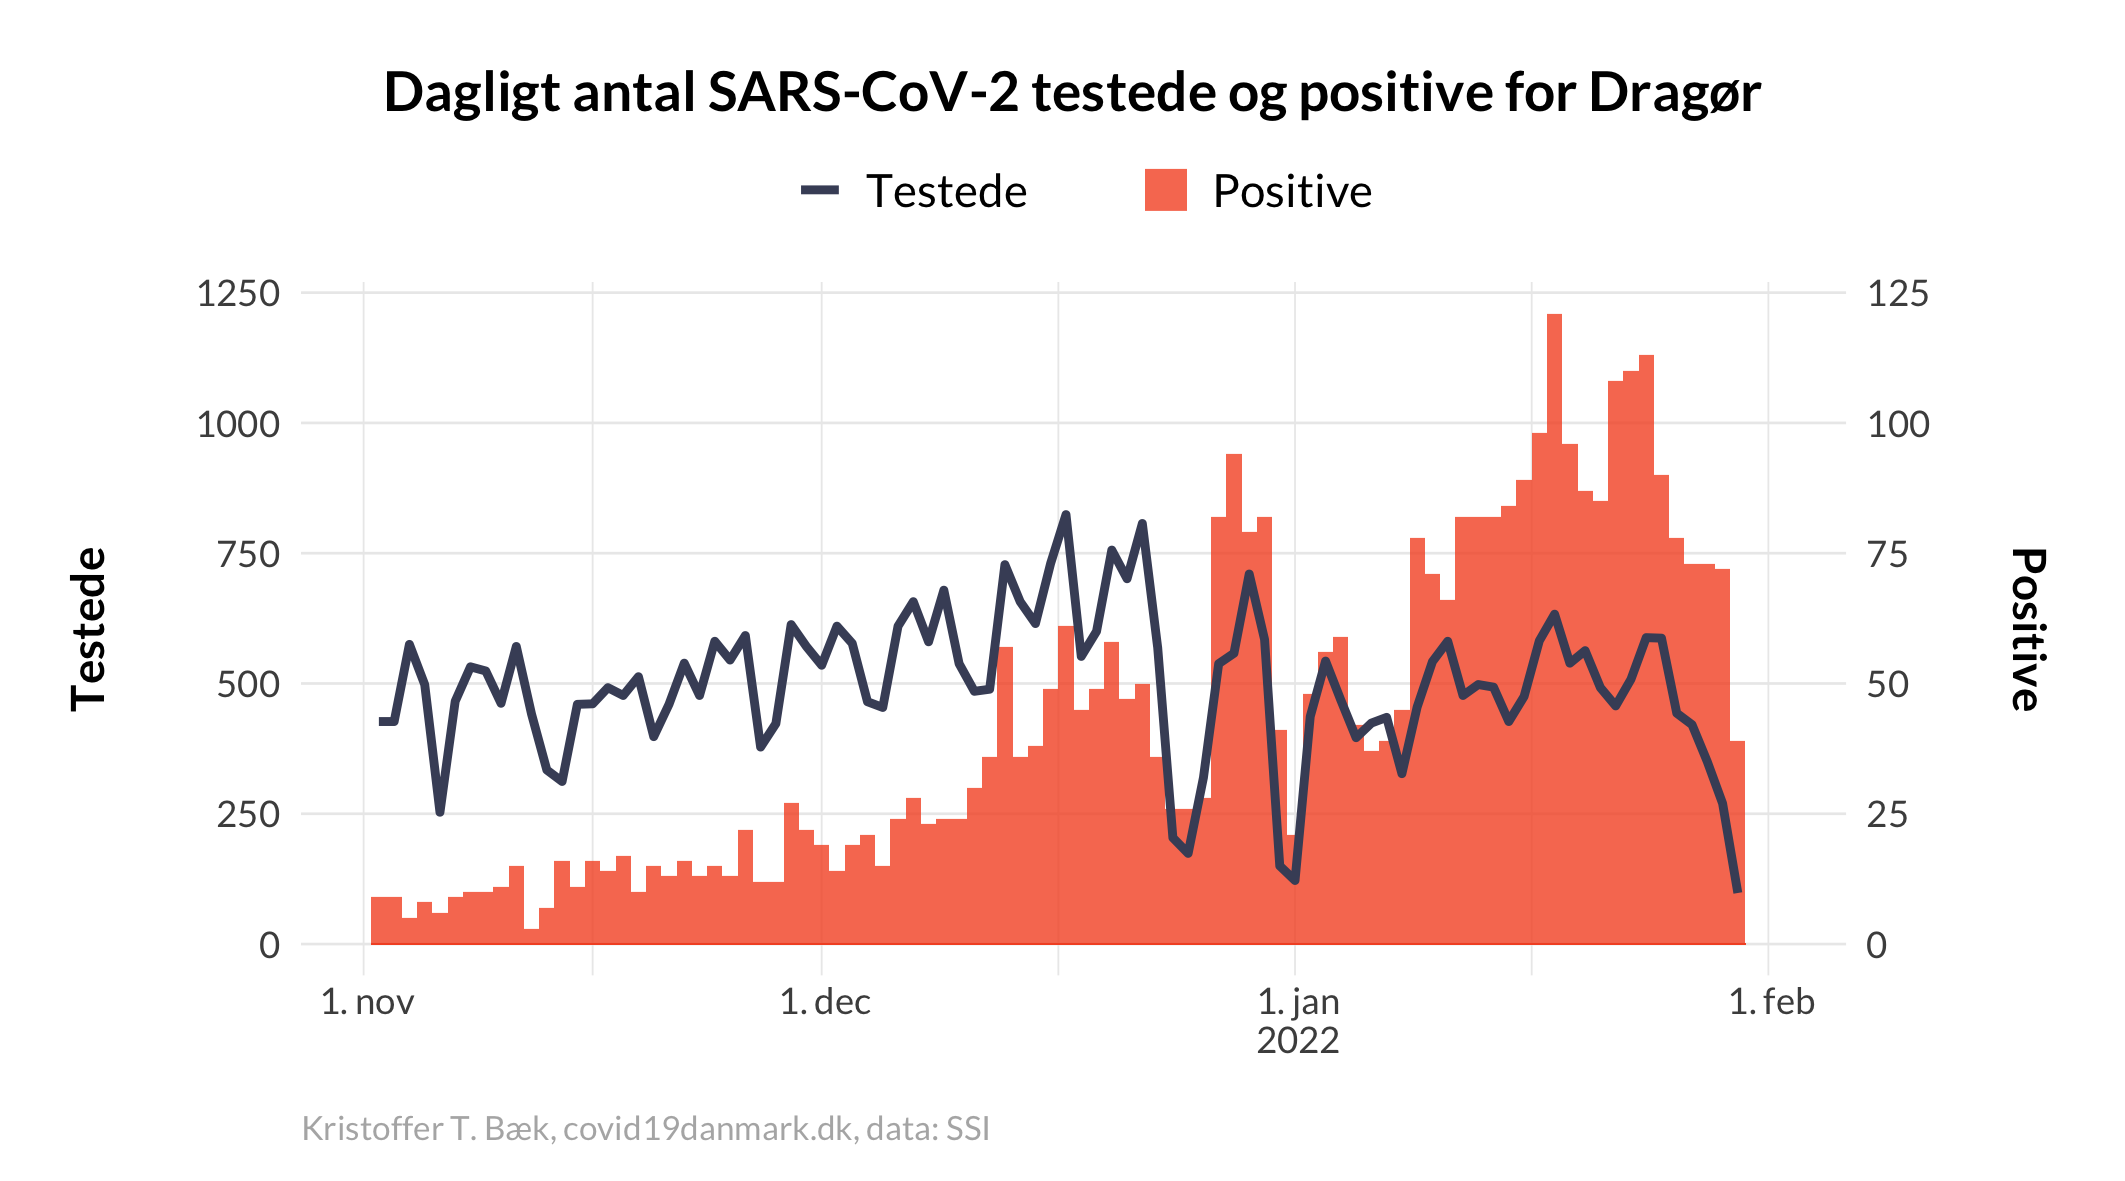 Dagligt antal SARS-CoV-2 testede og positive for Dragør
Testede
Positive
1250
1000
750
500
250
0
Testede
125
100
75
50
25
0
Positive
1. nov
1. dec
1. jan
2022
1. feb
Kristoffer T. Bæk, covid19danmark.dk, data: SSI